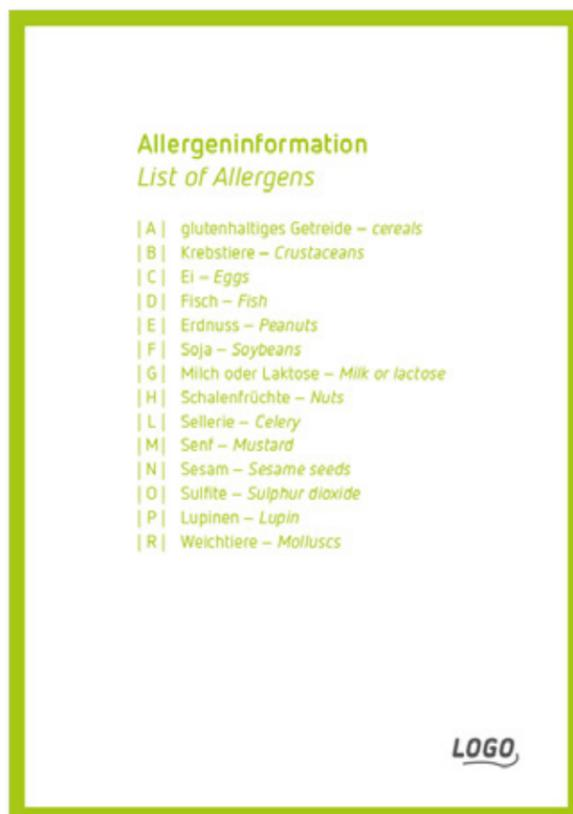 Allergeninformation
List of Allergens
| A | glutenhaltiges Getreide – cereals
| B | Krebstiere – Crustaceans
| C | Ei – Eggs
| D | Fisch – Fish
| E | Erdnuss – Peanuts
| F | Soja – Soybeans
| G | Milch oder Laktose – Milk or lactose
| H | Schalenfrüchte – Nuts
| L | Sellerie – Celery
| M | Senf – Mustard
| N | Sesam – Sesame seeds
| O | Sulfite – Sulphur dioxide
| P | Lupinen – Lupin
| R | Weichtiere – Molluscs
LOGO